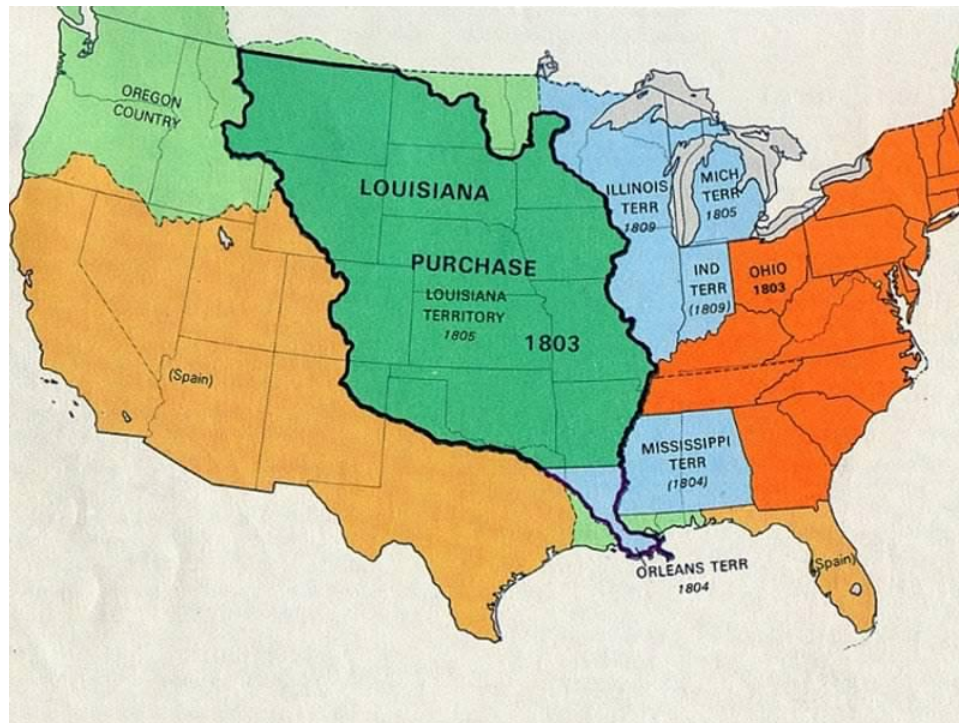 OREGON
COUNTRY
LOUISIANA
PURCHASE
LOUISIANA
TERRITORY
1805
1803
(Spain)
ILLINOIS
TERR
1809
MICH
TERR
1805
IND
TERR
(1809)
OHIO
1803
MISSISSIPPI
TERR
(1804)
ORLEANS TERR
1804
(Spain)